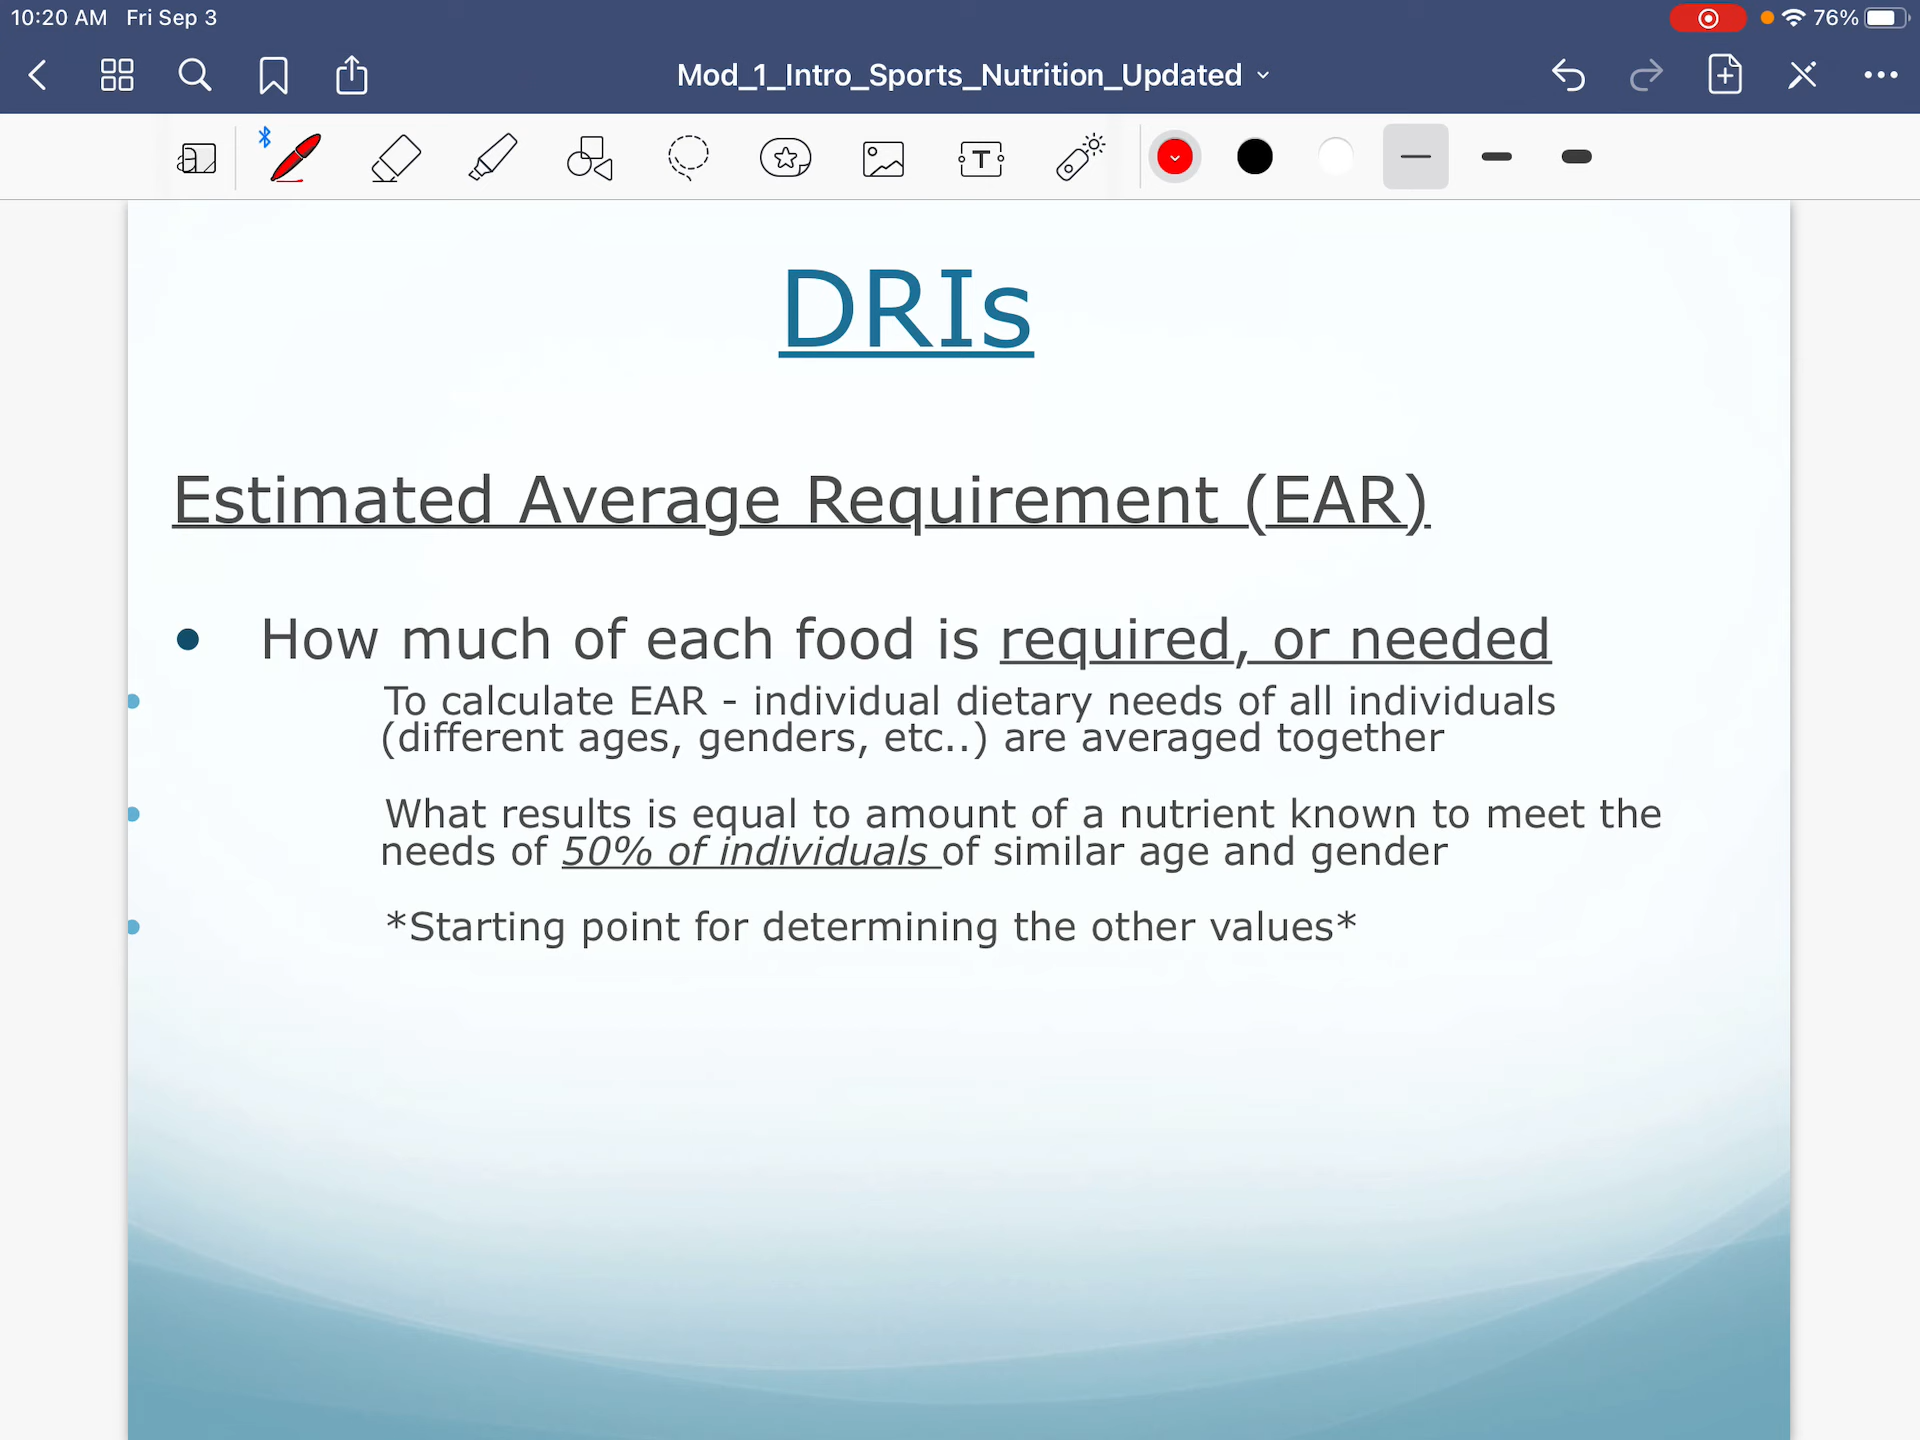 10:20 AM Fri Sep 3
76%
Mod_1_Intro_Sports_Nutrition_Updated
T
DRIs
Estimated Average Requirement (EAR)
• How much of each food is required, or needed
• To calculate EAR - individual dietary needs of all individuals
(different ages, genders, etc..) are averaged together
• What results is equal to amount of a nutrient known to meet the
needs of 50% of individuals of similar age and gender
• *Starting point for determining the other values*